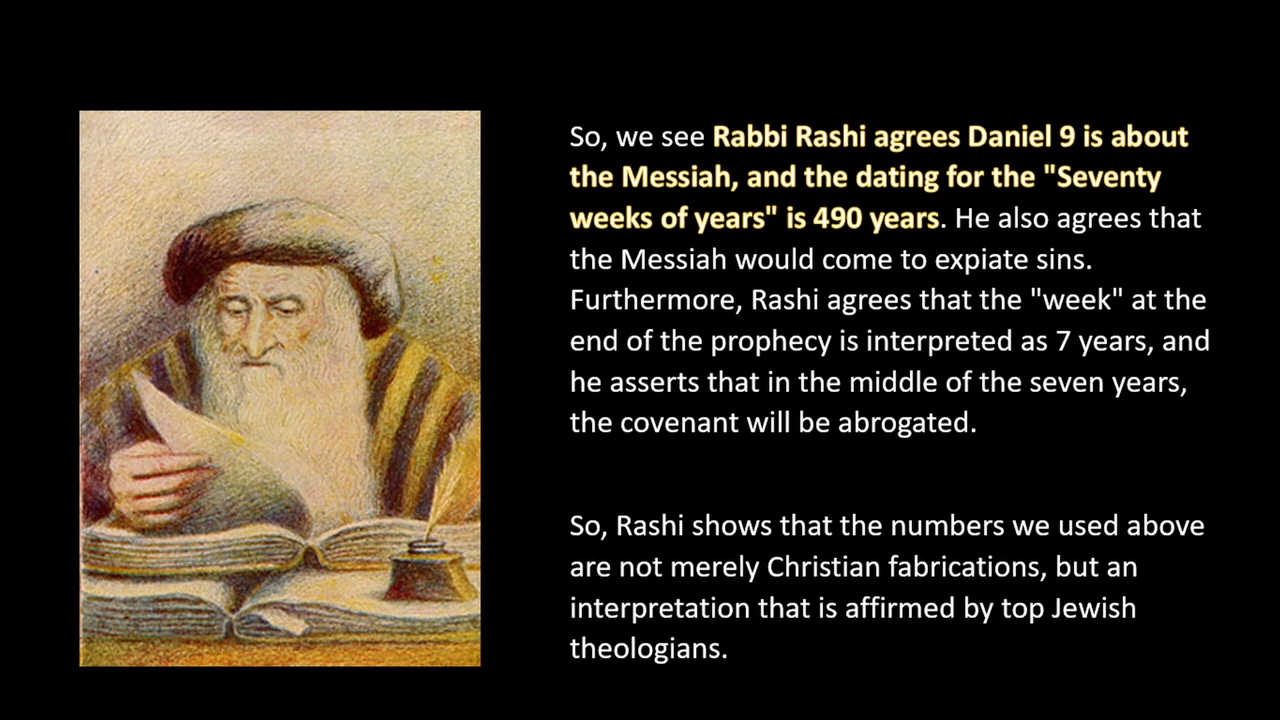 So, we see Rabbi Rashi agrees Daniel 9 is about
the Messiah, and the dating for the "Seventy
weeks of years" is 490 years. He also agrees that
the Messiah would come to expiate sins.
Furthermore, Rashi agrees that the "week" at the
end of the prophecy is interpreted as 7 years, and
he asserts that in the middle of the seven years,
the covenant will be abrogated.
So, Rashi shows that the numbers we used above
are not merely Christian fabrications, but an
interpretation that is affirmed by top Jewish
theologians.